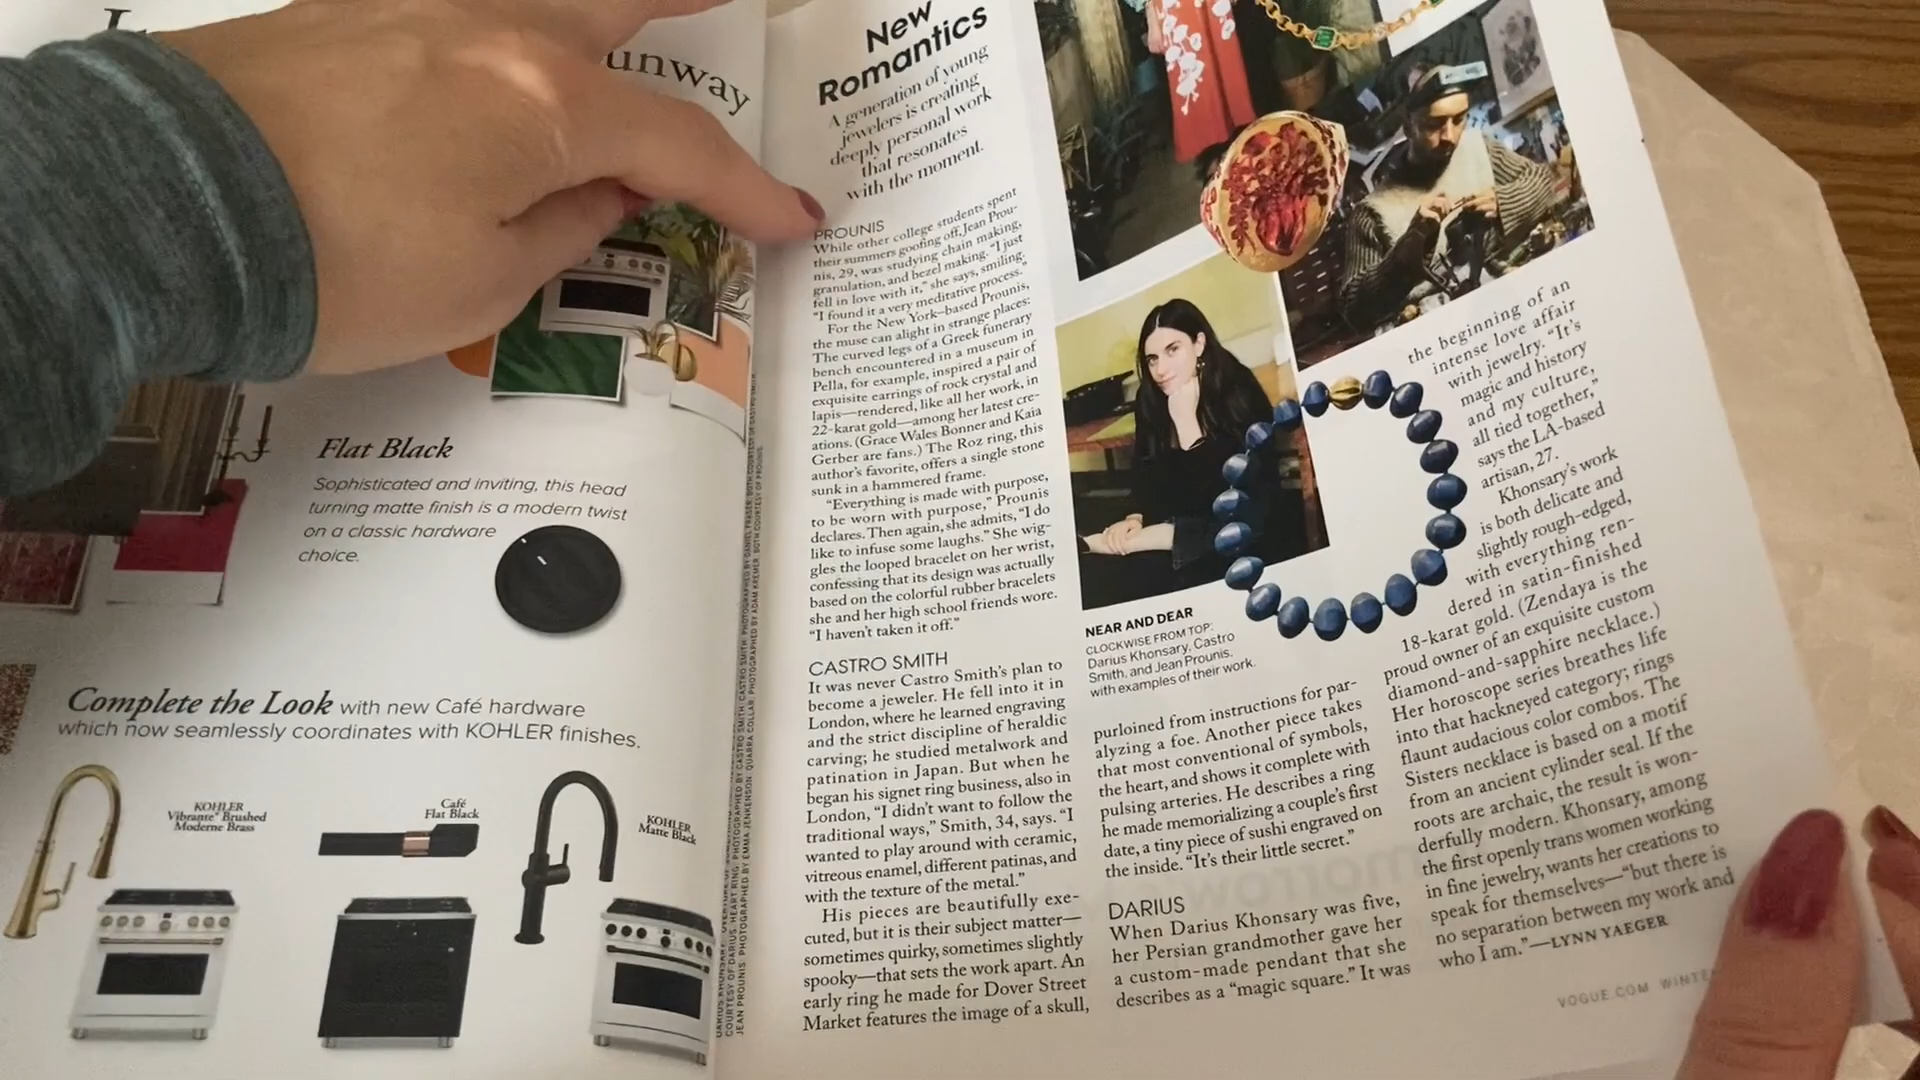 unway
Flat Black
Sophisticated and inviting, this head
turning matte finish is a modern twist
on a classic hardware
choice.
Complete the Look with new Café hardware
which now seamlessly coordinates with KOHLER finishes.
KOHLER
Vibrante® Brushed
Moderne Brass
Café
Flat Black
KOHLER
Matte Black
New
Romantics
A generation of young
jewelers is creating
deeply personal work
that resonates
with the moment.
PROUNIS
While other college students spent
their summers goofing off, Jean Prou-
nis, 29, was studying chain making,
granulation, and bezel making. “I just
fell in love with it,” she says, smiling.
“I found it a very meditative process.”
For the New York–based Prounis,
the muse can alight in strange places:
The curved legs of a Greek funerary
bench encountered in a museum in
Pella, for example, inspired a pair of
exquisite earrings of rock crystal and
lapis—rendered, like all her work, in
22-karat gold—among her latest cre-
ations. (Grace Wales Bonner and Kaia
Gerber are fans.) The Roz ring, this
author’s favorite, offers a single stone
sunk in a hammered frame.
“Everything is made with purpose,
to be worn with purpose,” Prounis
declares. Then again, she admits, “I do
like to infuse some laughs.” She wig-
gles the looped bracelet on her wrist,
confessing that its design was actually
based on the colorful rubber bracelets
she and her high school friends wore.
“I haven’t taken it off.”
CASTRO SMITH
It was never Castro Smith’s plan to
become a jeweler. He fell into it in
London, where he learned engraving
and the strict discipline of heraldic
carving; he studied metalwork and
patination in Japan. But when he
began his signet ring business, also in
London, “I didn’t want to follow the
traditional ways,” Smith, 34, says. “I
wanted to play around with ceramic,
vitreous enamel, different patinas, and
with the texture of the metal.”
His pieces are beautifully exe-
cuted, but it is their subject matter—
sometimes quirky, sometimes slightly
spooky—that sets the work apart. An
early ring he made for Dover Street
Market features the image of a skull,
NEAR AND DEAR
CLOCKWISE FROM TOP:
Darius Khonsary, Castro
Smith, and Jean Prounis,
with examples of their work.
purloined from instructions for par-
alyzing a foe. Another piece takes
that most conventional of symbols,
the heart, and shows it complete with
pulsing arteries. He describes a ring
he made memorializing a couple’s first
date, a tiny piece of sushi engraved on
the inside. “It’s their little secret.”
DARIUS
When Darius Khonsary was five,
her Persian grandmother gave her
a custom-made pendant that she
describes as a “magic square.” It was
the beginning of an
intense love affair
with jewelry. “It’s
magic and history
and my culture,
all tied together,”
says the LA-based
artisan, 27.
Khonsary’s work
is both delicate and
slightly rough-edged,
with everything ren-
dered in satin-finished
18-karat gold. (Zendaya is the
proud owner of an exquisite custom
diamond-and-sapphire necklace.)
Her horoscope series breathes life
into that hackneyed category; rings
flaunt audacious color combos. The
Sisters necklace is based on a motif
from an ancient cylinder seal. If the
roots are archaic, the result is won-
derfully modern. Khonsary, among
the first openly trans women working
in fine jewelry, wants her creations to
speak for themselves—“but there is
no separation between my work and
who I am.”—LYNN YAEGER
VOGUE.COM